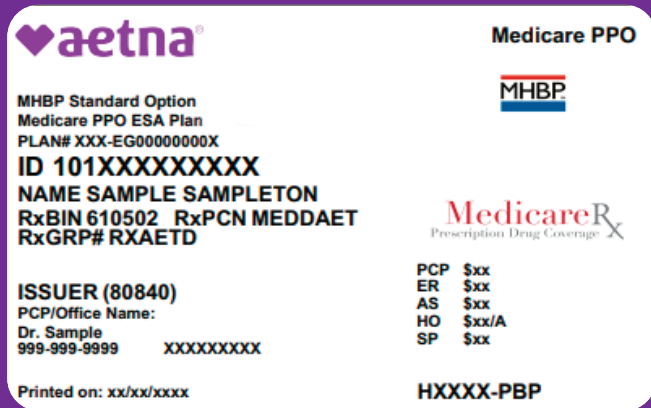 aetna®
Medicare PPO
MHBP
MHBP Standard Option
Medicare PPO ESA Plan
PLAN# XXX-EG00000000X
ID 101XXXXXXXXX
NAME SAMPLE SAMPLETON
RxBIN 610502 RxPCN MEDDAET
RxGRP# RXAETD
MedicareRx
Prescription Drug Coverage
PCP $xx
ER $xx
AS $xx
HO $xx/A
SP $xx
ISSUER (80840)
PCP/Office Name:
Dr. Sample
999-999-9999 XXXXXXXXX
Printed on: xx/xx/xxxx
HXXXX-PBP